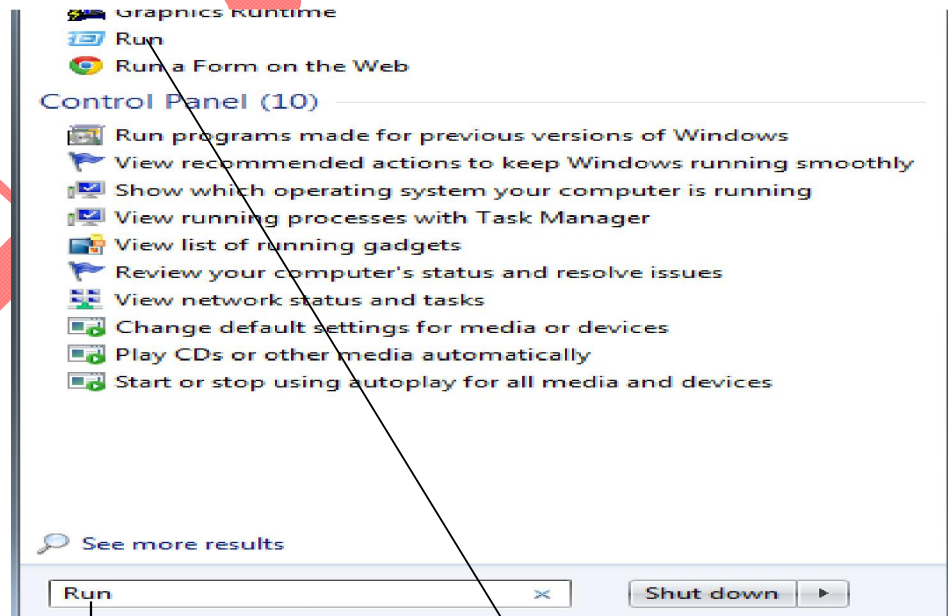 Graphics Runtime
Run
Run a Form on the Web
Control Panel (10)
Run programs made for previous versions of Windows
View recommended actions to keep Windows running smoothly
Show which operating system your computer is running
View running processes with Task Manager
View list of running gadgets
Review your computer's status and resolve issues
View network status and tasks
Change default settings for media or devices
Play CDs or other media automatically
Start or stop using autoplay for all media and devices
See more results
Run
Shut down